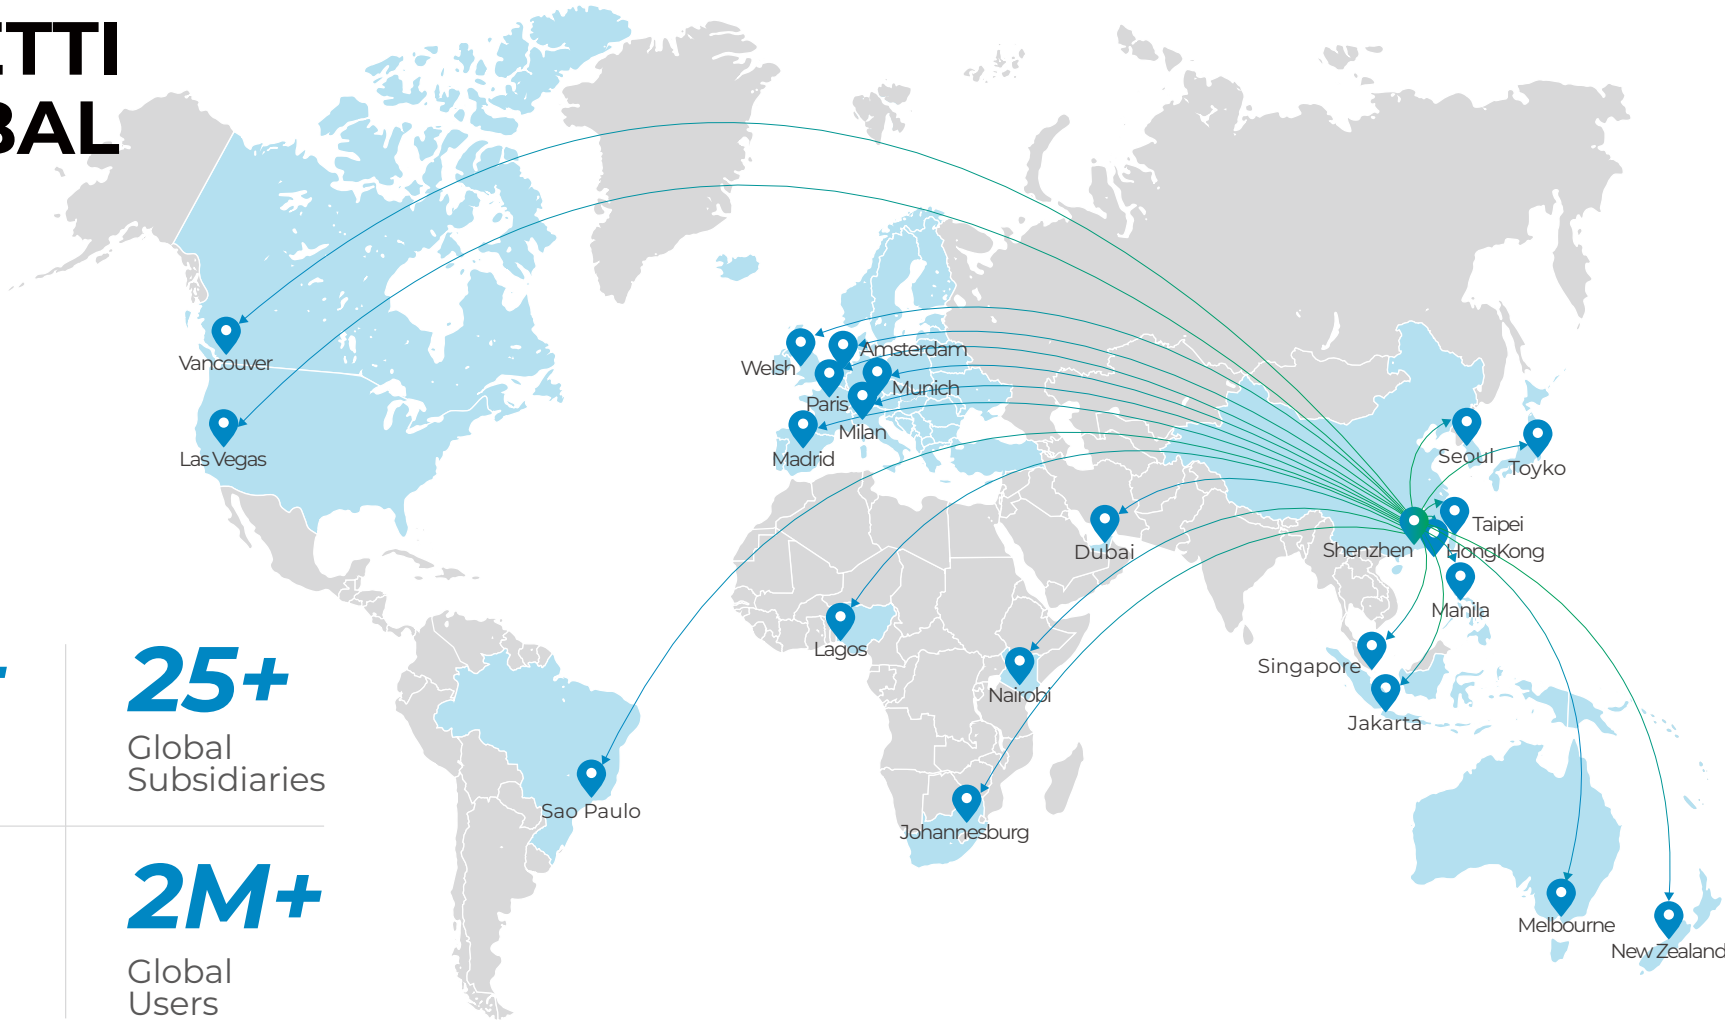 ETTI
BAL
Vancouver
Las Vegas
Welsh
Amsterdam
Paris
Munich
Milan
Madrid
Seoul
Toyko
Taipei
Shenzhen
HongKong
Dubai
Manila
Lagos
Singapore
Nairobi
Jakarta
Sao Paulo
Johannesburg
Melbourne
New Zealand
+
25+
Global
Subsidiaries
2M+
Global
Users